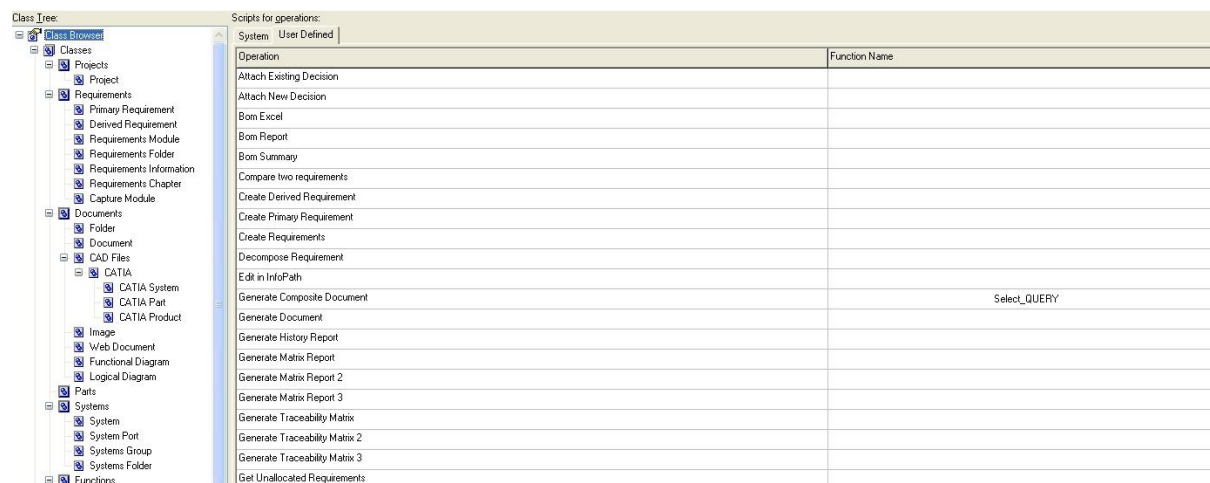 Class Tree:
Class Browser
Classes
Projects
Project
Requirements
Primary Requirement
Derived Requirement
Requirements Module
Requirements Folder
Requirements Information
Requirements Chapter
Capture Module
Documents
Folder
Document
CAD Files
CATIA
CATIA System
CATIA Part
CATIA Product
Image
Web Document
Functional Diagram
Logical Diagram
Parts
Systems
System
System Port
Systems Group
Systems Folder
Functions
Scripts for operations:
System User Defined
Operation Function Name
Attach Existing Decision
Attach New Decision
Bom Excel
Bom Report
Bom Summary
Compare two requirements
Create Derived Requirement
Create Primary Requirement
Create Requirements
Decompose Requirement
Edit in InfoPath
Generate Composite Document Select_QUERY
Generate Document
Generate History Report
Generate Matrix Report
Generate Matrix Report 2
Generate Matrix Report 3
Generate Traceability Matrix
Generate Traceability Matrix 2
Generate Traceability Matrix 3
Get Unallocated Requirements